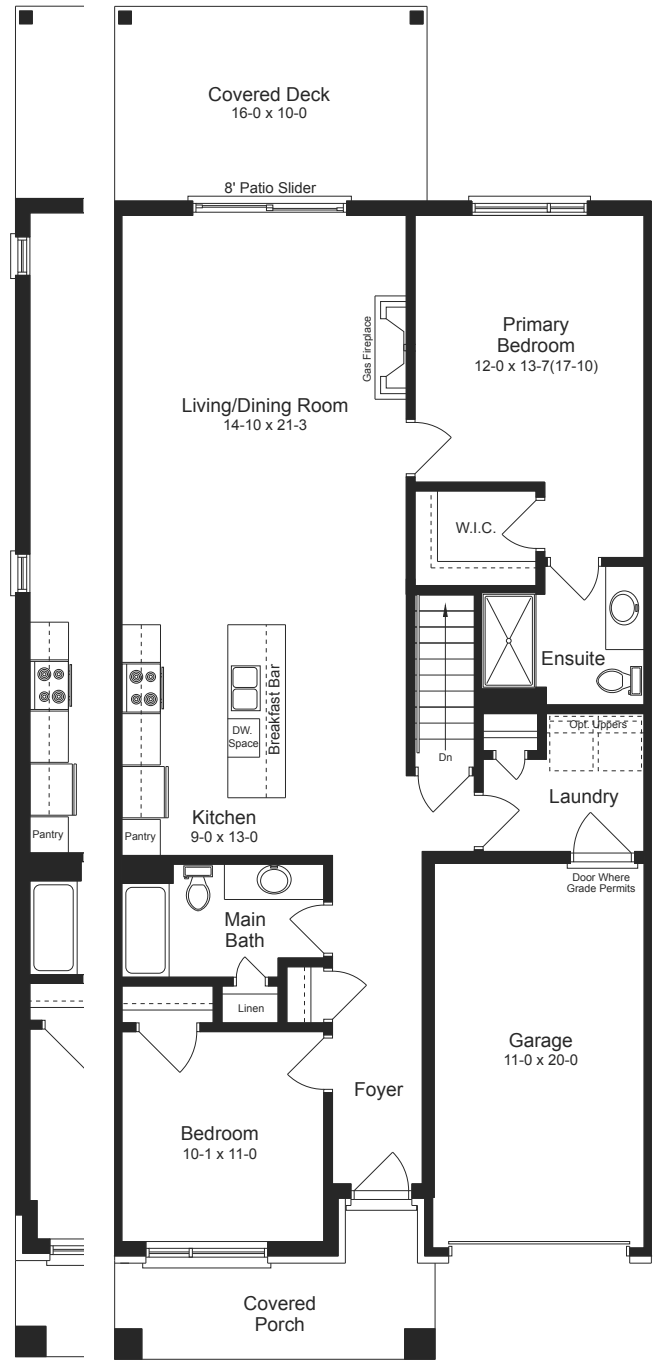 Covered Deck
16-0 x 10-0
8' Patio Slider
Gas Fireplace
Primary
Bedroom
12-0 x 13-7(17-10)
Living/Dining Room
14-10 x 21-3
W.I.C.
Ensuite
Breakfast Bar
DW.
Space
Dn
Opt. Uppers
Laundry
Kitchen
9-0 x 13-0
Pantry
Pantry
Door Where
Grade Permits
Main
Bath
Linen
Garage
11-0 x 20-0
Foyer
Bedroom
10-1 x 11-0
Covered
Porch